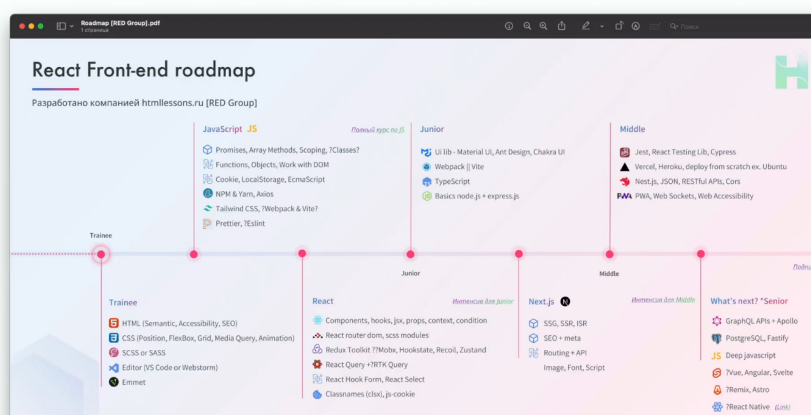 Roadmap [RED Group].pdf
1 страница
Поиск
React Front-end roadmap
Разработано компанией htmllessons.ru [RED Group]
JavaScript JS
Полный курс по JS
Promises, Array Methods, Scoping, ?Classes?
Functions, Objects, Work with DOM
Cookie, LocalStorage, EcmaScript
NPM & Yarn, Axios
Tailwind CSS, ?Webpack & Vite?
Prettier, ?Eslint
Junior
Ui lib - Material UI, Ant Design, Chakra UI
Webpack || Vite
TypeScript
Basics node.js + express.js
Middle
Jest, React Testing Lib, Cypress
Vercel, Heroku, deploy from scratch ex. Ubuntu
Nest.js, JSON, RESTful APIs, Cors
PWA PWA, Web Sockets, Web Accessibility
Trainee
Junior
Middle
Trainee
HTML (Semantic, Accessibility, SEO)
CSS (Position, FlexBox, Grid, Media Query, Animation)
SCSS or SASS
Editor (VS Code or Webstorm)
Emmet
React
Интенсив для Junior
Components, hooks, jsx, props, context, condition
React router dom, scss modules
Redux Toolkit ??Mobx, Hookstate, Recoil, Zustand
React Query +?RTK Query
React Hook Form, React Select
Classnames (clsx), js-cookie
Next.js
Интенсив для Middle
SSG, SSR, ISR
SEO + meta
Routing + API
Image, Font, Script
What's next? *Senior
GraphQL APIs + Apollo
PostgreSQL, Fastify
JS Deep javascript
?Vue, Angular, Svelte
?Remix, Astro
?React Native (Link)